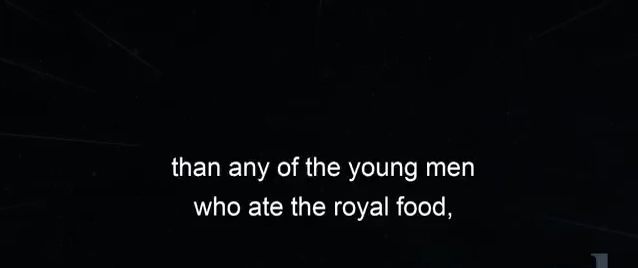 than any of the young men
who ate the royal food,